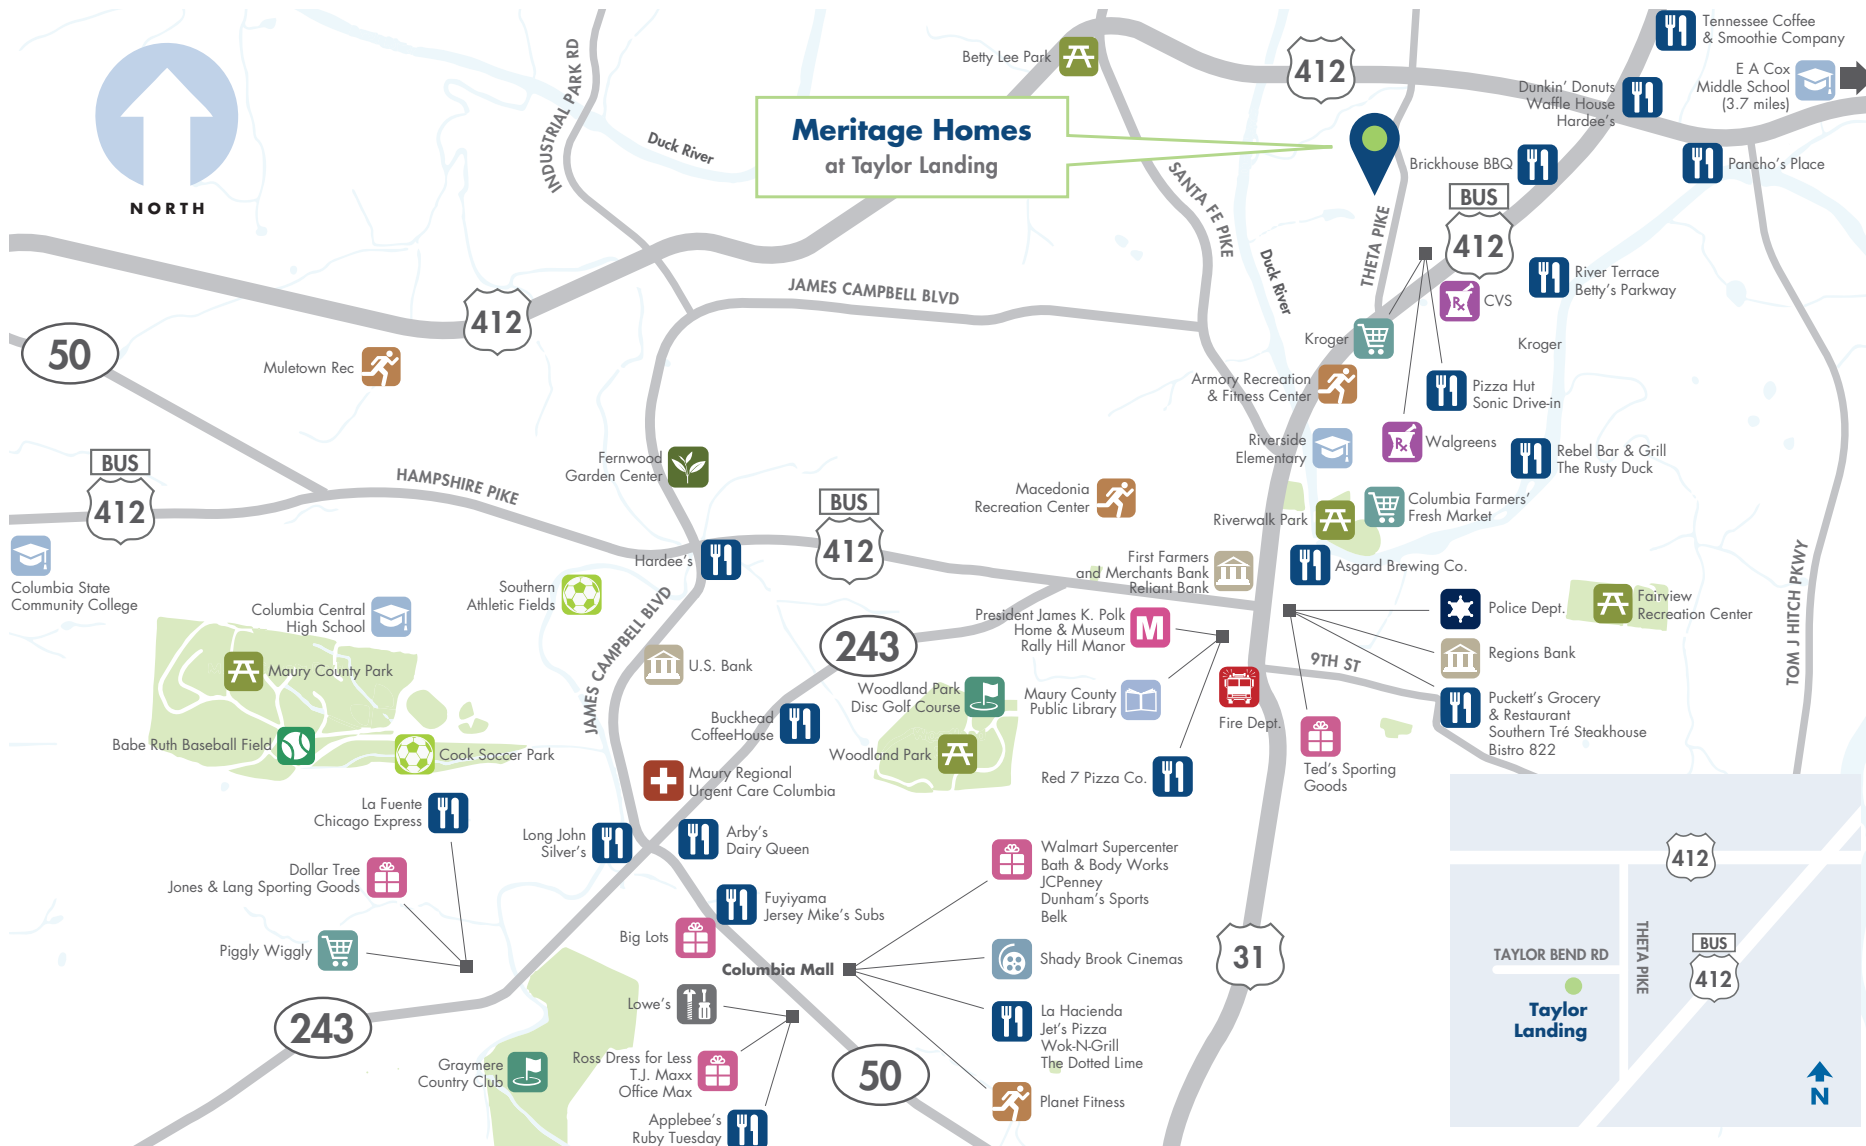 Tennessee Coffee
& Smoothie Company
Betty Lee Park
412
E A Cox
Middle School
(3.7 miles)
Dunkin' Donuts
Waffle House
Hardee's
INDUSTRIAL PARK RD
Duck River
Meritage Homes
at Taylor Landing
NORTH
Brickhouse BBQ
Pancho's Place
SANTA FE PIKE
THETA PIKE
BUS
412
Duck River
River Terrace
Betty's Parkway
CVS
JAMES CAMPBELL BLVD
412
50
Kroger
Kroger
Muletown Rec
Armory Recreation
& Fitness Center
Pizza Hut
Sonic Drive-in
Riverside
Elementary
Walgreens
Rebel Bar & Grill
The Rusty Duck
BUS
412
HAMPSHIRE PIKE
Fernwood
Garden Center
BUS
412
Macedonia
Recreation Center
Riverwalk Park
Columbia Farmers'
Fresh Market
Hardee's
First Farmers
and Merchants Bank
Reliant Bank
Asgard Brewing Co.
TOM J HITCH PKWY
Columbia State
Community College
Southern
Athletic Fields
Columbia Central
High School
JAMES CAMPBELL BLVD
243
President James K. Polk
Home & Museum
Rally Hill Manor
Police Dept.
Fairview
Recreation Center
Regions Bank
9TH ST
Maury County Park
U.S. Bank
Woodland Park
Disc Golf Course
Maury County
Public Library
Fire Dept.
Puckett's Grocery
& Restaurant
Southern Tré Steakhouse
Bistro 822
Buckhead
CoffeeHouse
Babe Ruth Baseball Field
Cook Soccer Park
Woodland Park
Red 7 Pizza Co.
Ted's Sporting
Goods
Maury Regional
Urgent Care Columbia
La Fuente
Chicago Express
Long John
Silver's
Arby's
Dairy Queen
Walmart Supercenter
Bath & Body Works
JCPenney
Dunham's Sports
Belk
Dollar Tree
Jones & Lang Sporting Goods
Fuyiyama
Jersey Mike's Subs
Big Lots
Piggly Wiggly
Columbia Mall
Shady Brook Cinemas
31
Lowe's
La Hacienda
Jet's Pizza
Wok-N-Grill
The Dotted Lime
243
Graymere
Country Club
Ross Dress for Less
T.J. Maxx
Office Max
50
Planet Fitness
Applebee's
Ruby Tuesday
412
TAYLOR BEND RD
THETA PIKE
BUS
412
Taylor
Landing
N
M
Rx
Rx